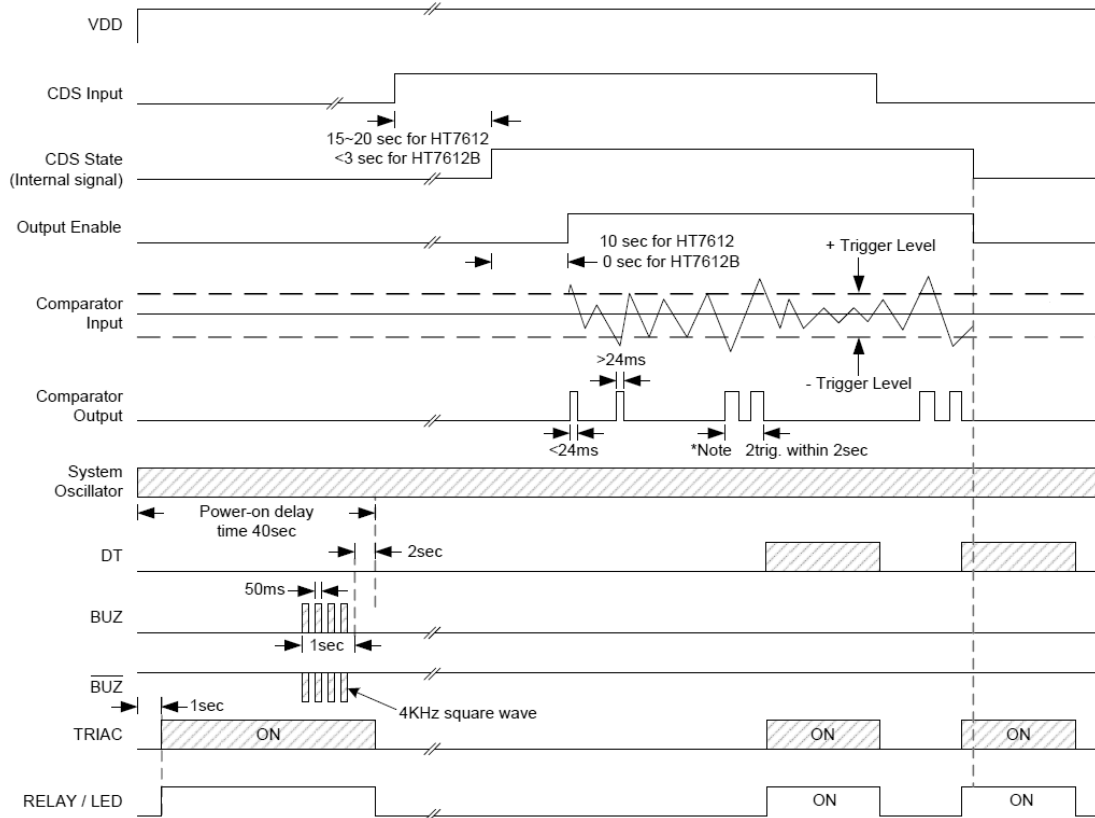 VDD
CDS Input
15~20 sec for HT7612
<3 sec for HT7612B
CDS State
(Internal signal)
Output Enable
10 sec for HT7612
0 sec for HT7612B
+ Trigger Level
Comparator
Input
>24ms
- Trigger Level
Comparator
Output
<24ms
*Note 2trig. within 2sec
System
Oscillator
Power-on delay
time 40sec
2sec
DT
50ms
BUZ
1sec
BUZ
4KHz square wave
1sec
TRIAC
ON
ON
ON
RELAY / LED
ON
ON